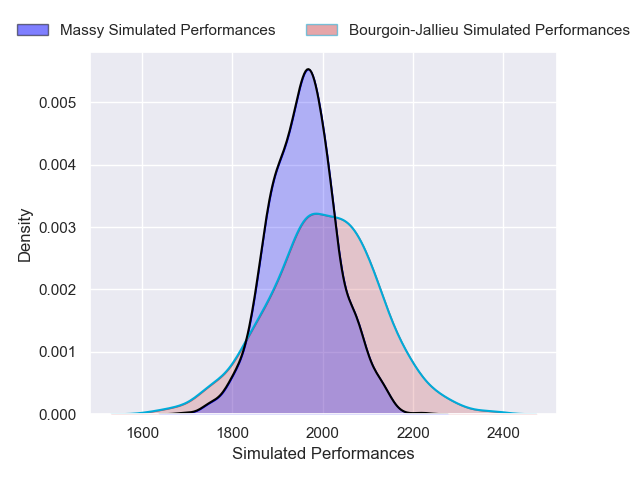 Massy Simulated Performances
Bourgoin-Jallieu Simulated Performances
0.005
0.004
0.003
0.002
0.001
0.000
Density
1600
1800
2000
2200
2400
Simulated Performances